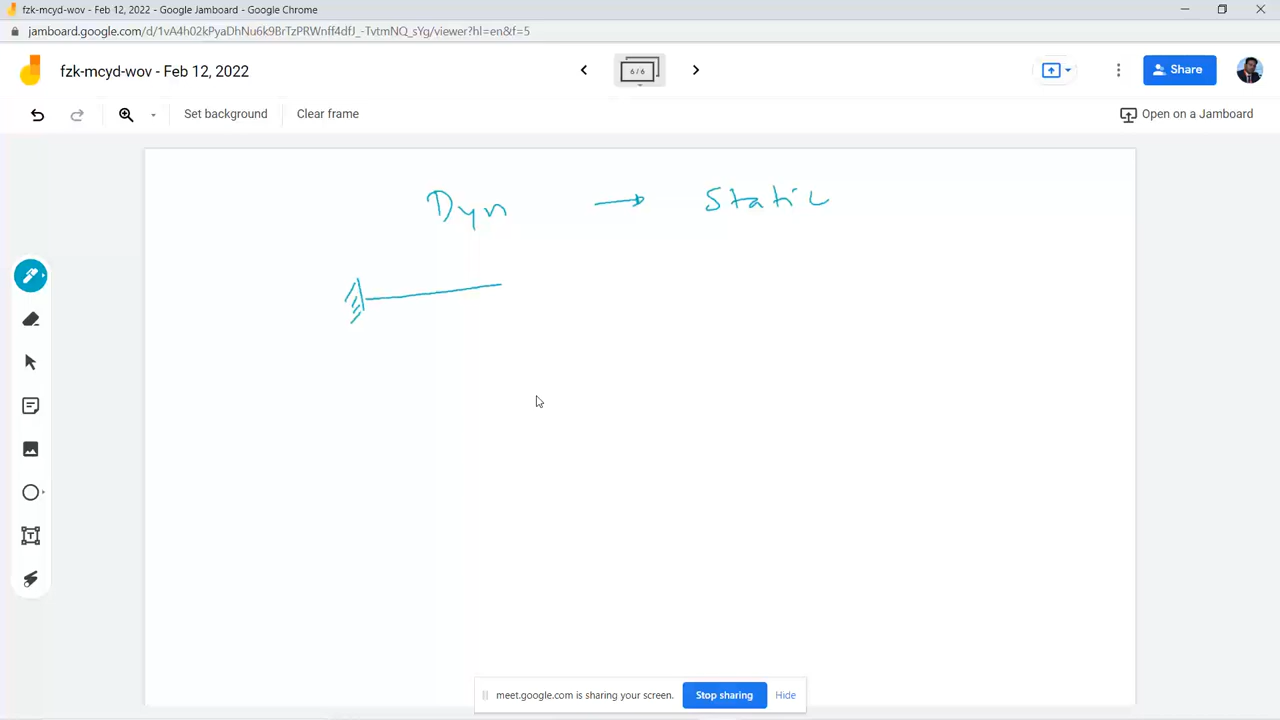 fzk-mcyd-wov - Feb 12, 2022 - Google Jamboard - Google Chrome
jamboard.google.com/d/1vA4h02kPyaDhNu6k9BrTzPRWnff4dfJ_-TvtmNQ_sYg/viewer?hl=en&f=5
fzk-mcyd-wov - Feb 12, 2022
6 / 6
Share
Set background
Clear frame
Open on a Jamboard
Dyn → Static
meet.google.com is sharing your screen.
Stop sharing
Hide